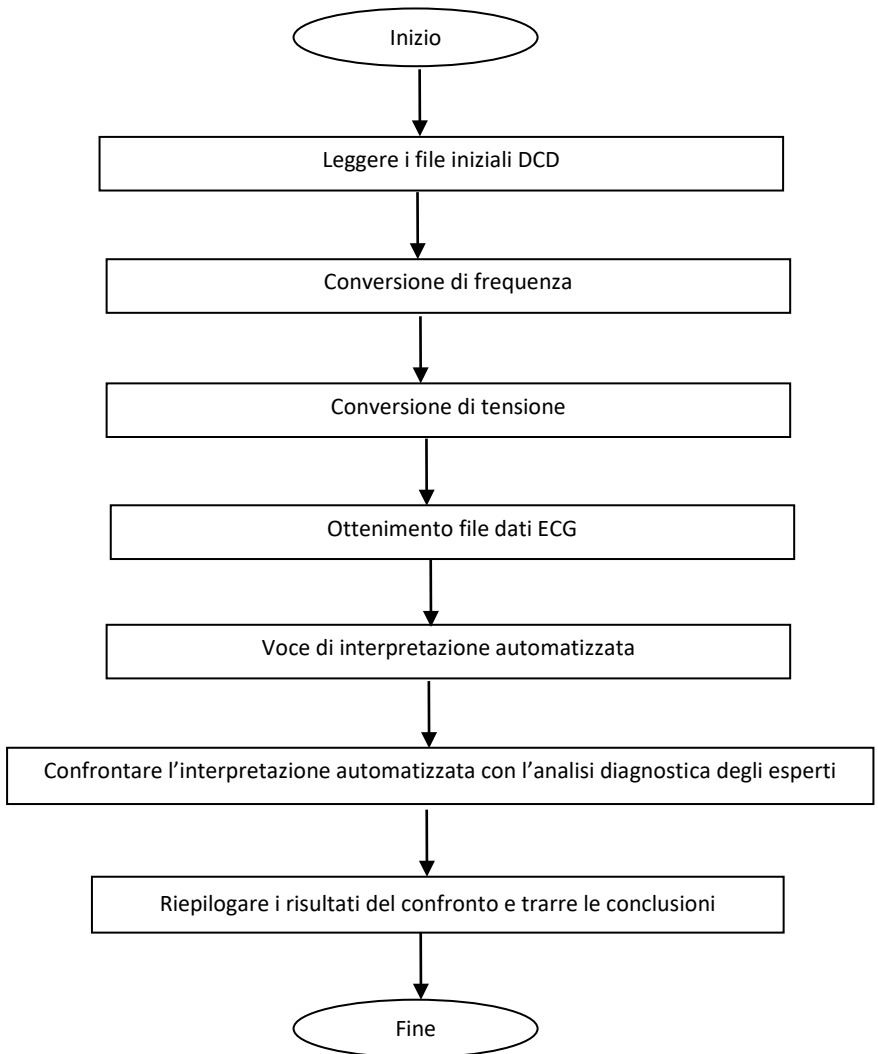 Inizio
Leggere i file iniziali DCD
Conversione di frequenza
Conversione di tensione
Ottenimento file dati ECG
Voce di interpretazione automatizzata
Confrontare l’interpretazione automatizzata con l’analisi diagnostica degli esperti
Riepilogare i risultati del confronto e trarre le conclusioni
Fine